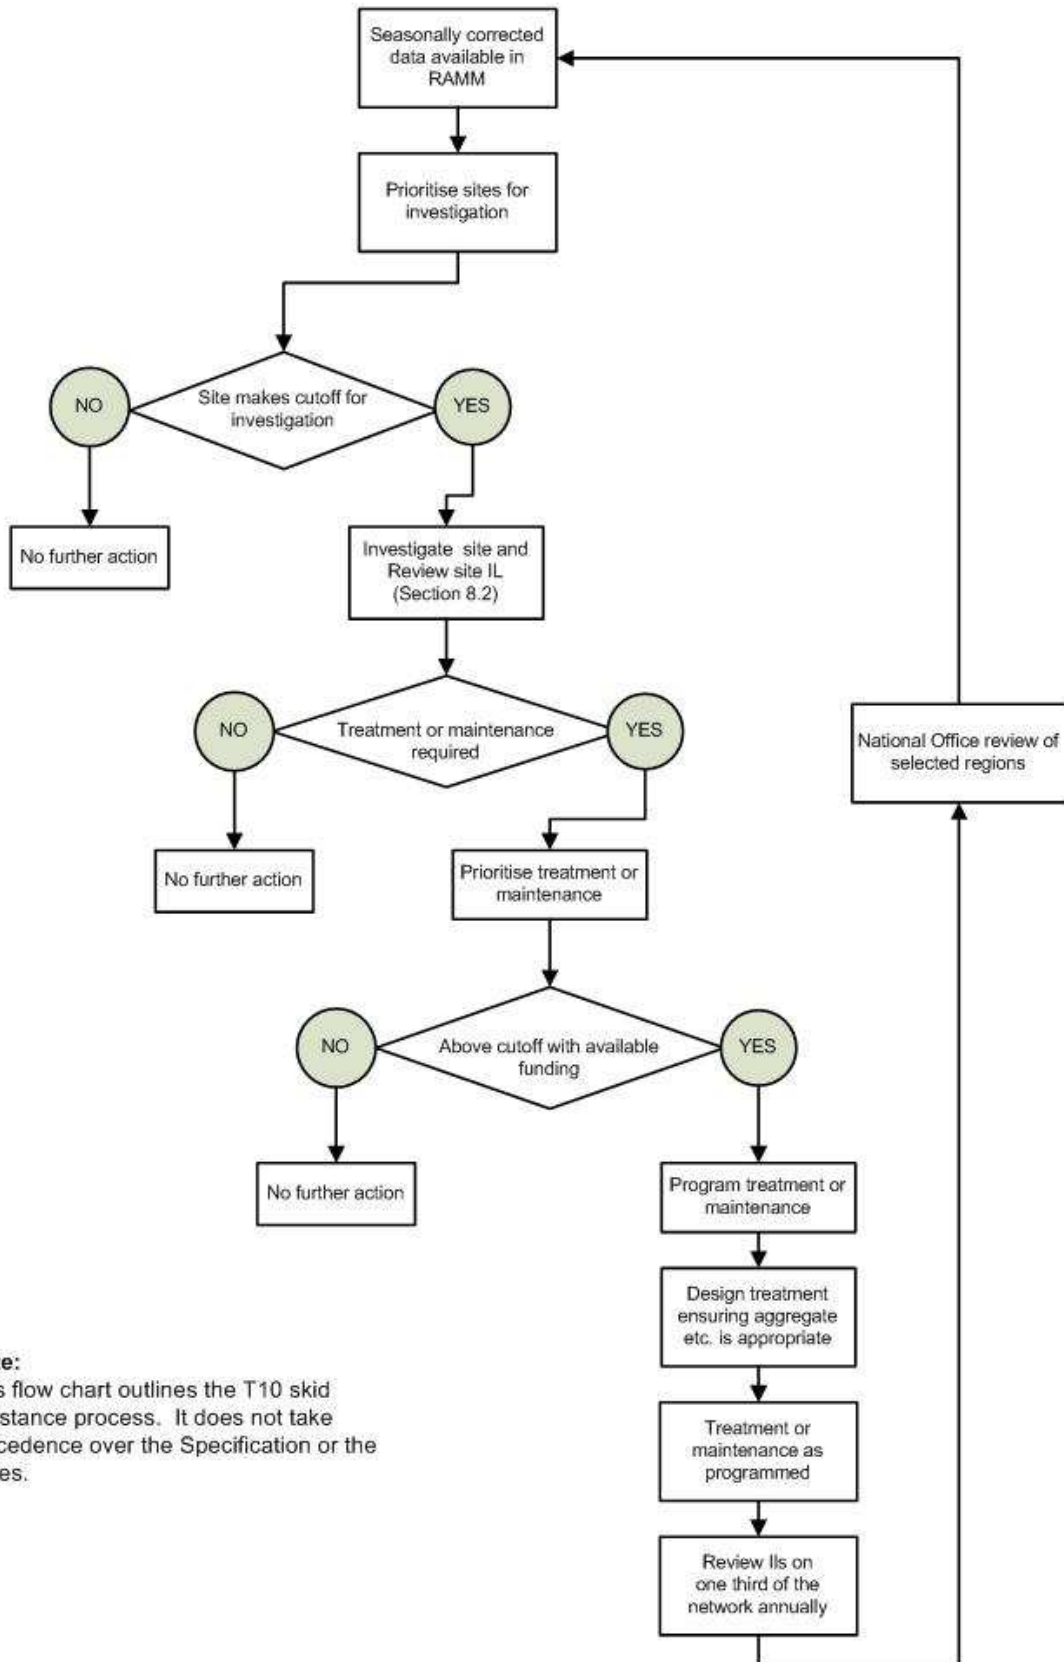 Seasonally corrected
data available in
RAMM
Prioritise sites for
investigation
NO
Site makes cutoff for
investigation
YES
No further action
Investigate site and
Review site IL
(Section 8.2)
NO
Treatment or maintenance
required
YES
National Office review of
selected regions
No further action
Prioritise treatment or
maintenance
NO
Above cutoff with available
funding
YES
No further action
Program treatment or
maintenance
Design treatment
ensuring aggregate
etc. is appropriate
te:
s flow chart outlines the T10 skid
stance process. It does not take
cedence over the Specification or the
es.
Treatment or
maintenance as
programmed
Review Ils on
one third of the
network annually